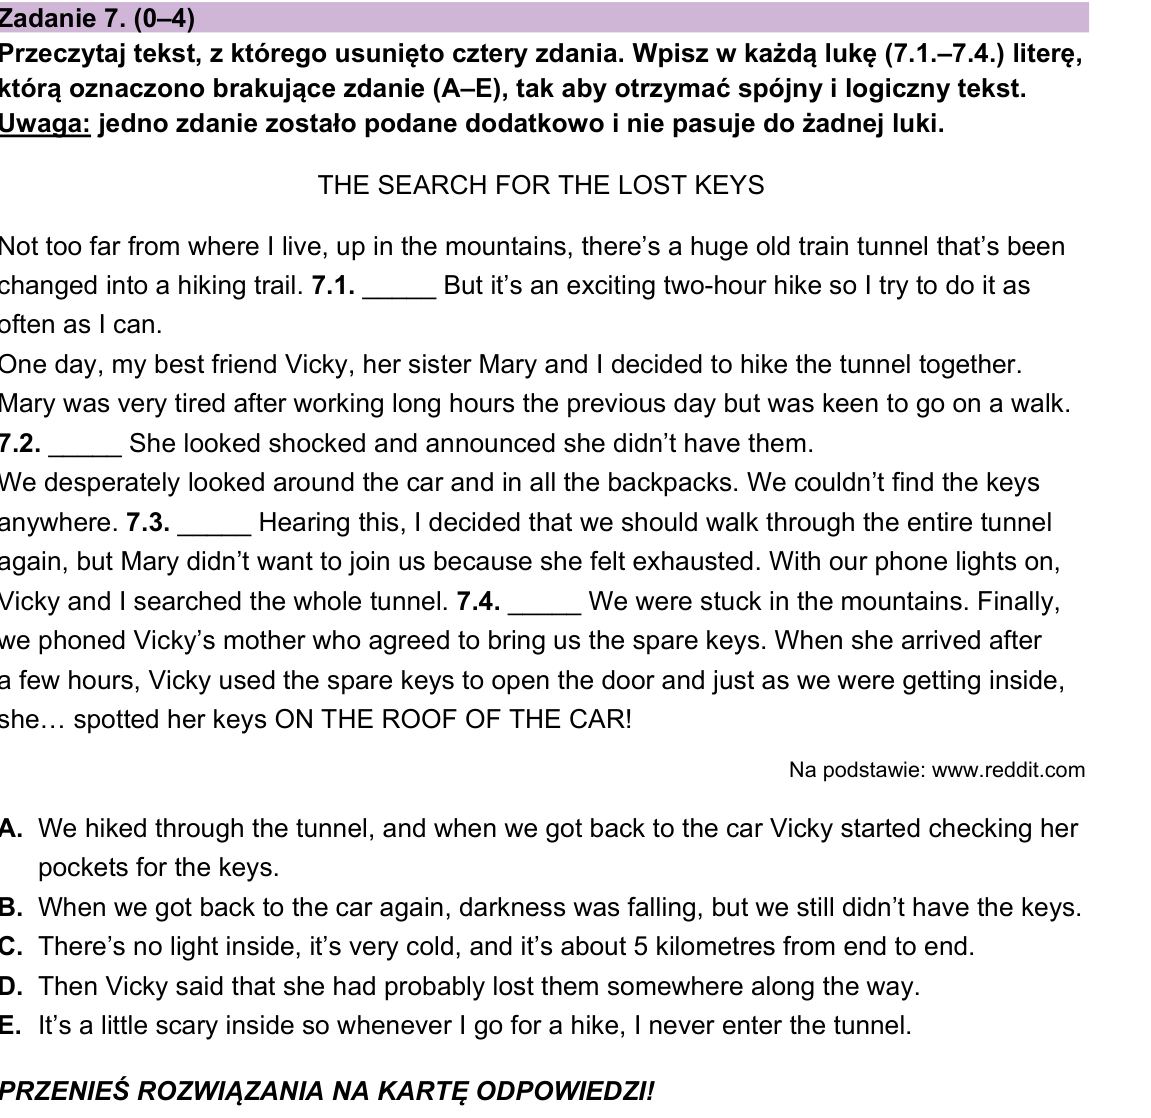 Zadanie 7. (0–4)
Przeczytaj tekst, z którego usunięto cztery zdania. Wpisz w każdą lukę (7.1.–7.4.) literę,
którą oznaczono brakujące zdanie (A–E), tak aby otrzymać spójny i logiczny tekst.
Uwaga: jedno zdanie zostało podane dodatkowo i nie pasuje do żadnej luki.
THE SEARCH FOR THE LOST KEYS
Not too far from where I live, up in the mountains, there’s a huge old train tunnel that’s been
changed into a hiking trail. 7.1. _____ But it’s an exciting two-hour hike so I try to do it as
often as I can.
One day, my best friend Vicky, her sister Mary and I decided to hike the tunnel together.
Mary was very tired after working long hours the previous day but was keen to go on a walk.
7.2. _____ She looked shocked and announced she didn’t have them.
We desperately looked around the car and in all the backpacks. We couldn’t find the keys
anywhere. 7.3. _____ Hearing this, I decided that we should walk through the entire tunnel
again, but Mary didn’t want to join us because she felt exhausted. With our phone lights on,
Vicky and I searched the whole tunnel. 7.4. _____ We were stuck in the mountains. Finally,
we phoned Vicky’s mother who agreed to bring us the spare keys. When she arrived after
a few hours, Vicky used the spare keys to open the door and just as we were getting inside,
she… spotted her keys ON THE ROOF OF THE CAR!
Na podstawie: www.reddit.com
A. We hiked through the tunnel, and when we got back to the car Vicky started checking her
pockets for the keys.
B. When we got back to the car again, darkness was falling, but we still didn’t have the keys.
C. There’s no light inside, it’s very cold, and it’s about 5 kilometres from end to end.
D. Then Vicky said that she had probably lost them somewhere along the way.
E. It’s a little scary inside so whenever I go for a hike, I never enter the tunnel.
PRZENIEŚ ROZWIĄZANIA NA KARTĘ ODPOWIEDZI!